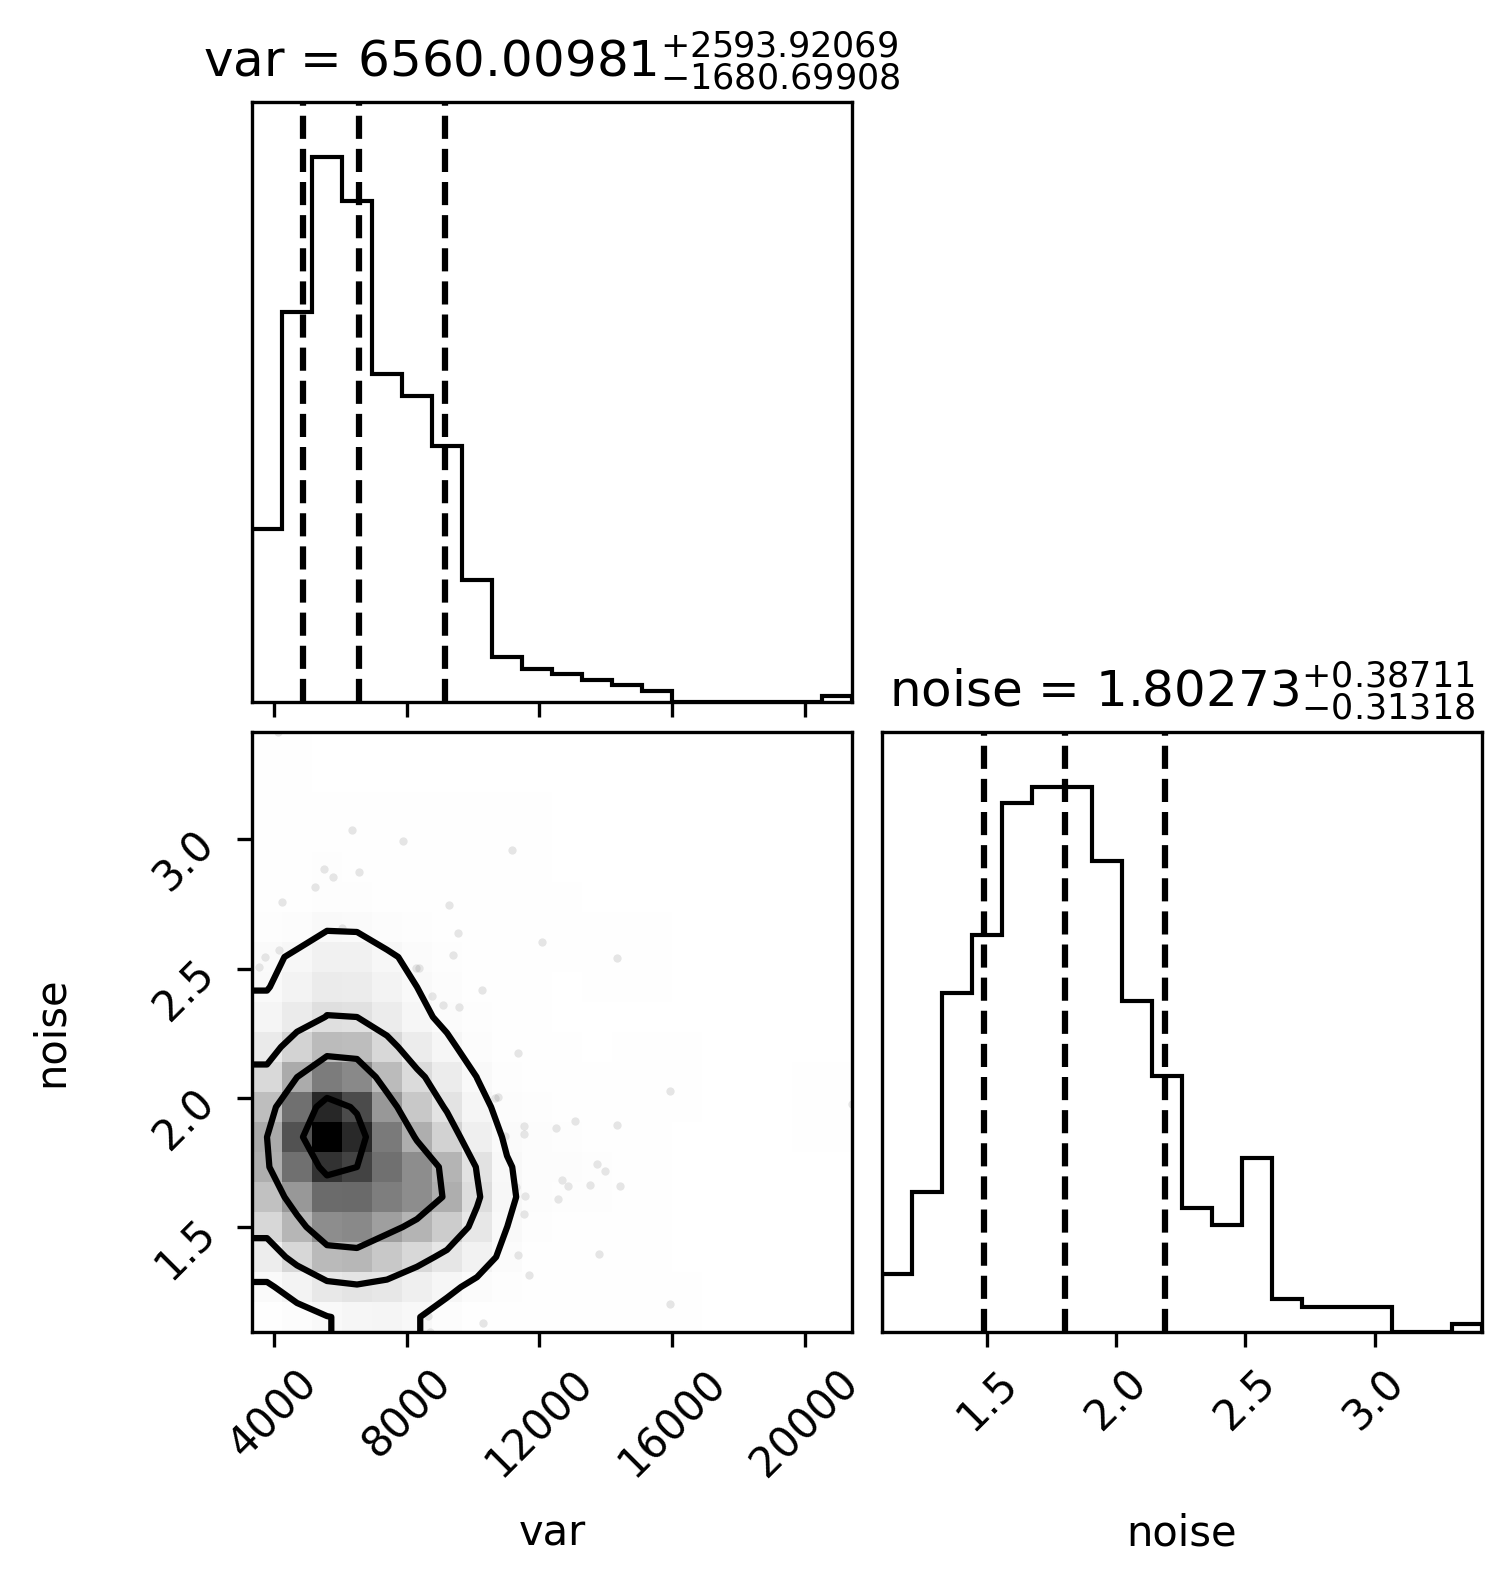 var = 6560.00981 +2593.92069 −1680.69908
noise = 1.80273 +0.38711 −0.31318
3.0
2.5
2.0
1.5
noise
4000 8000 12000 16000 20000
var
1.5 2.0 2.5 3.0
noise